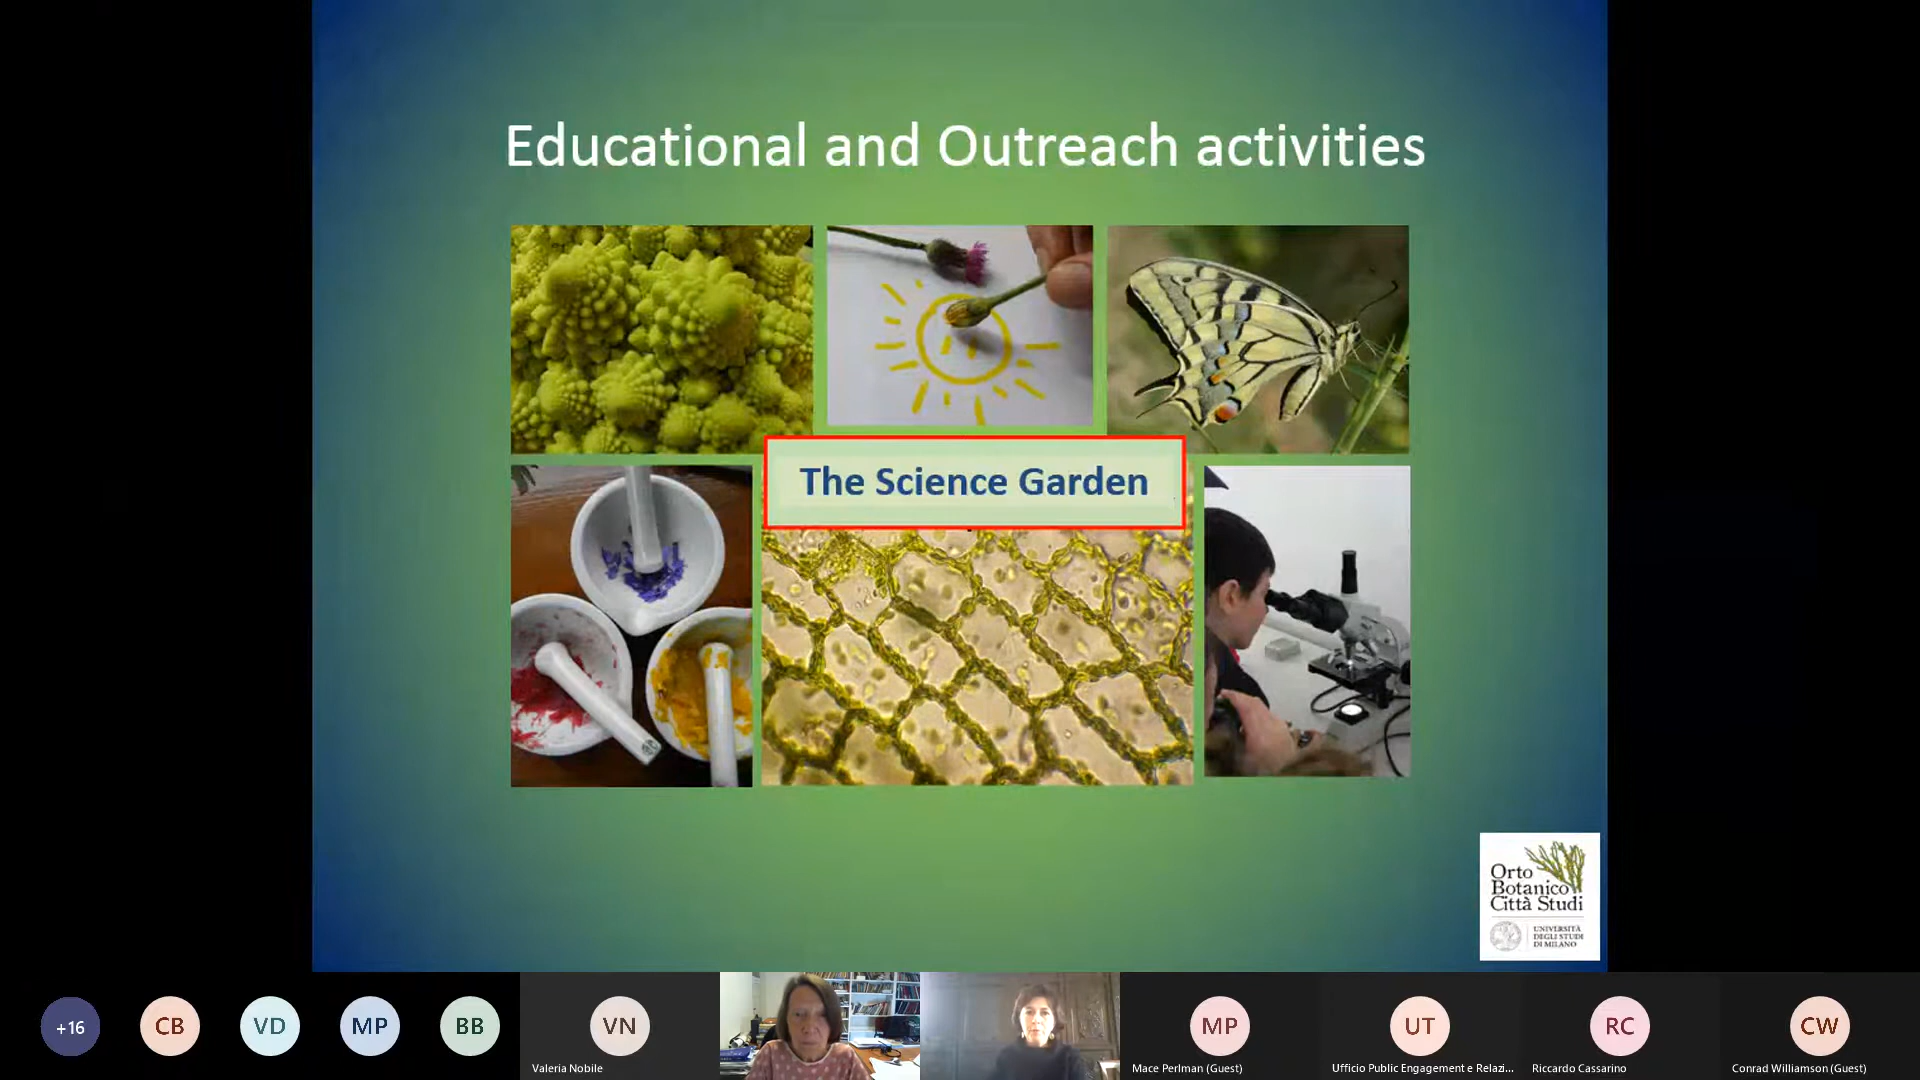 Educational and Outreach activities
The Science Garden
Orto
Botanico
Città Studi
UNIVERSITÀ
DEGLI STUDI
DI MILANO
+16
CB
VD
MP
BB
VN
Valeria Nobile
MP
Mace Perlman (Guest)
UT
Ufficio Public Engagement e Relazi...
RC
Riccardo Cassarino
CW
Conrad Williamson (Guest)